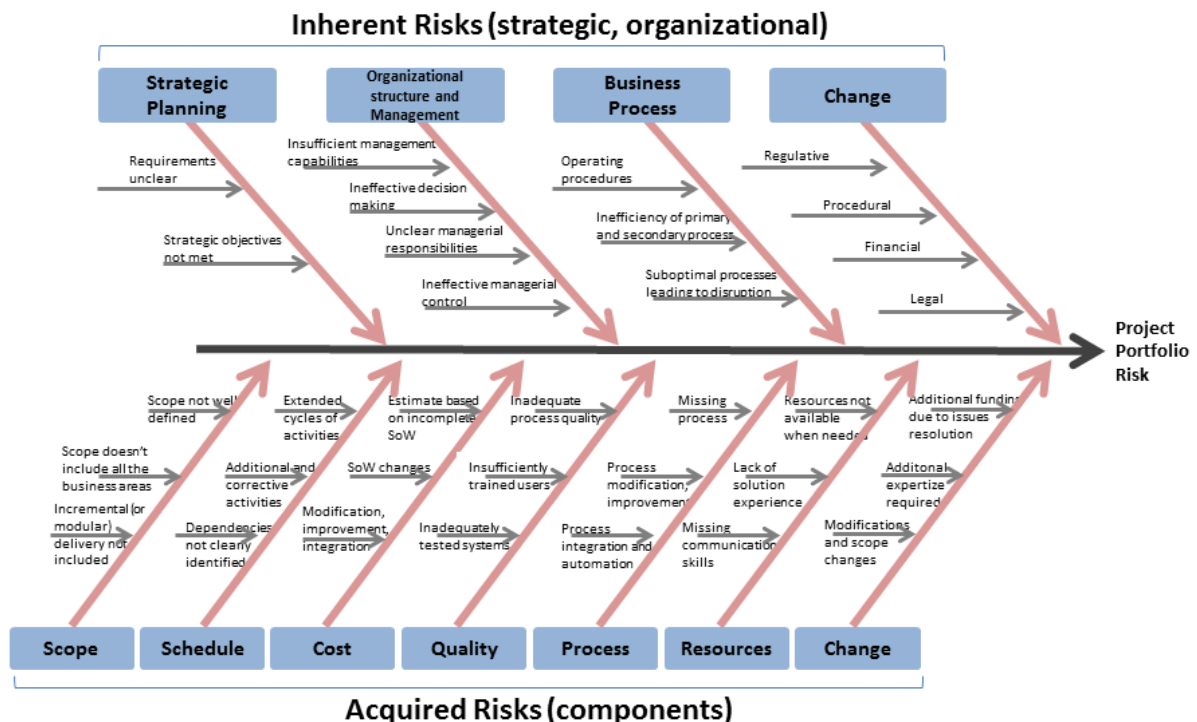 Inherent Risks (strategic, organizational)
Strategic
Planning
Organizational
structure and
Management
Business
Process
Change
Requirements
unclear
Strategic objectives
not met
Insufficient management
capabilities
Ineffective decision
making
Unclear managerial
responsibilities
Ineffective managerial
control
Operating
procedures
Inefficiency of primary
and secondary process
Suboptimal processes
leading to disruption
Regulative
Procedural
Financial
Legal
Project
Portfolio
Risk
Scope not well
defined
Scope doesn't
include all the
business areas
Incremental (or
modular)
delivery not
included
Extended
cycles of
activities
Additional and
corrective
activities
Dependencies
not clearly
identified
Estimate based
on incomplete
SoW
SoW changes
Modification,
improvement,
integration
Inadequate
process quality
Insufficiently
trained users
Inadequately
tested systems
Missing
process
Process
modification,
improvement
Process
integration and
automation
Resources not
available
when needed
Lack of
solution
experience
Missing
communication
skills
Additional funding
due to issues
resolution
Additonal
expertize
required
Modifications
and scope
changes
Scope
Schedule
Cost
Quality
Process
Resources
Change
Acquired Risks (components)